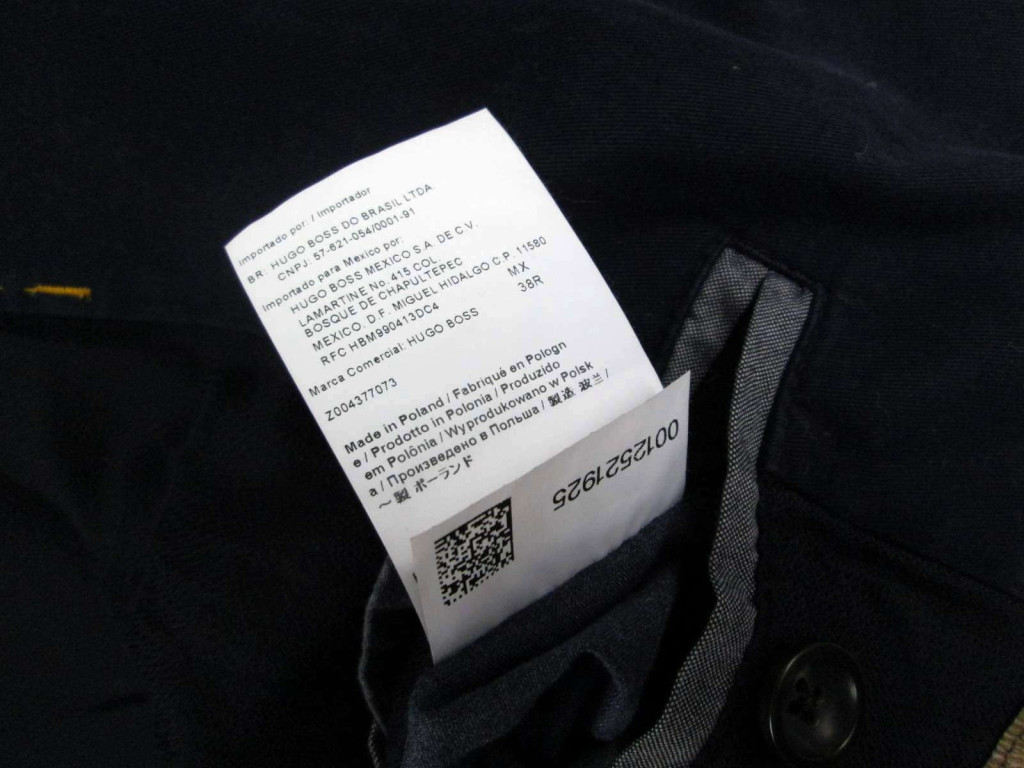 Importado por: / Importador
BR: HUGO BOSS DO BRASIL LTDA
CNPJ: 57-621-054/0001-91
Importado para Mexico por:
HUGO BOSS MEXICO S.A. DE C.V.
LAMARTINE No. 415 COL.
BOSQUE DE CHAPULTEPEC
MEXICO, D.F. MIGUEL HIDALGO C.P. 11580
RFC HBM990413DC4
MX
38R
Marca Comercial: HUGO BOSS
Z004377073
Made in Poland / Fabriqué en Pologn
e / Prodotto in Polonia / Produzido
em Polônia / Wyprodukowano w Polsk
a / Произведено в Польша / 製造 波兰 /
～製 ポーランド
0012521925